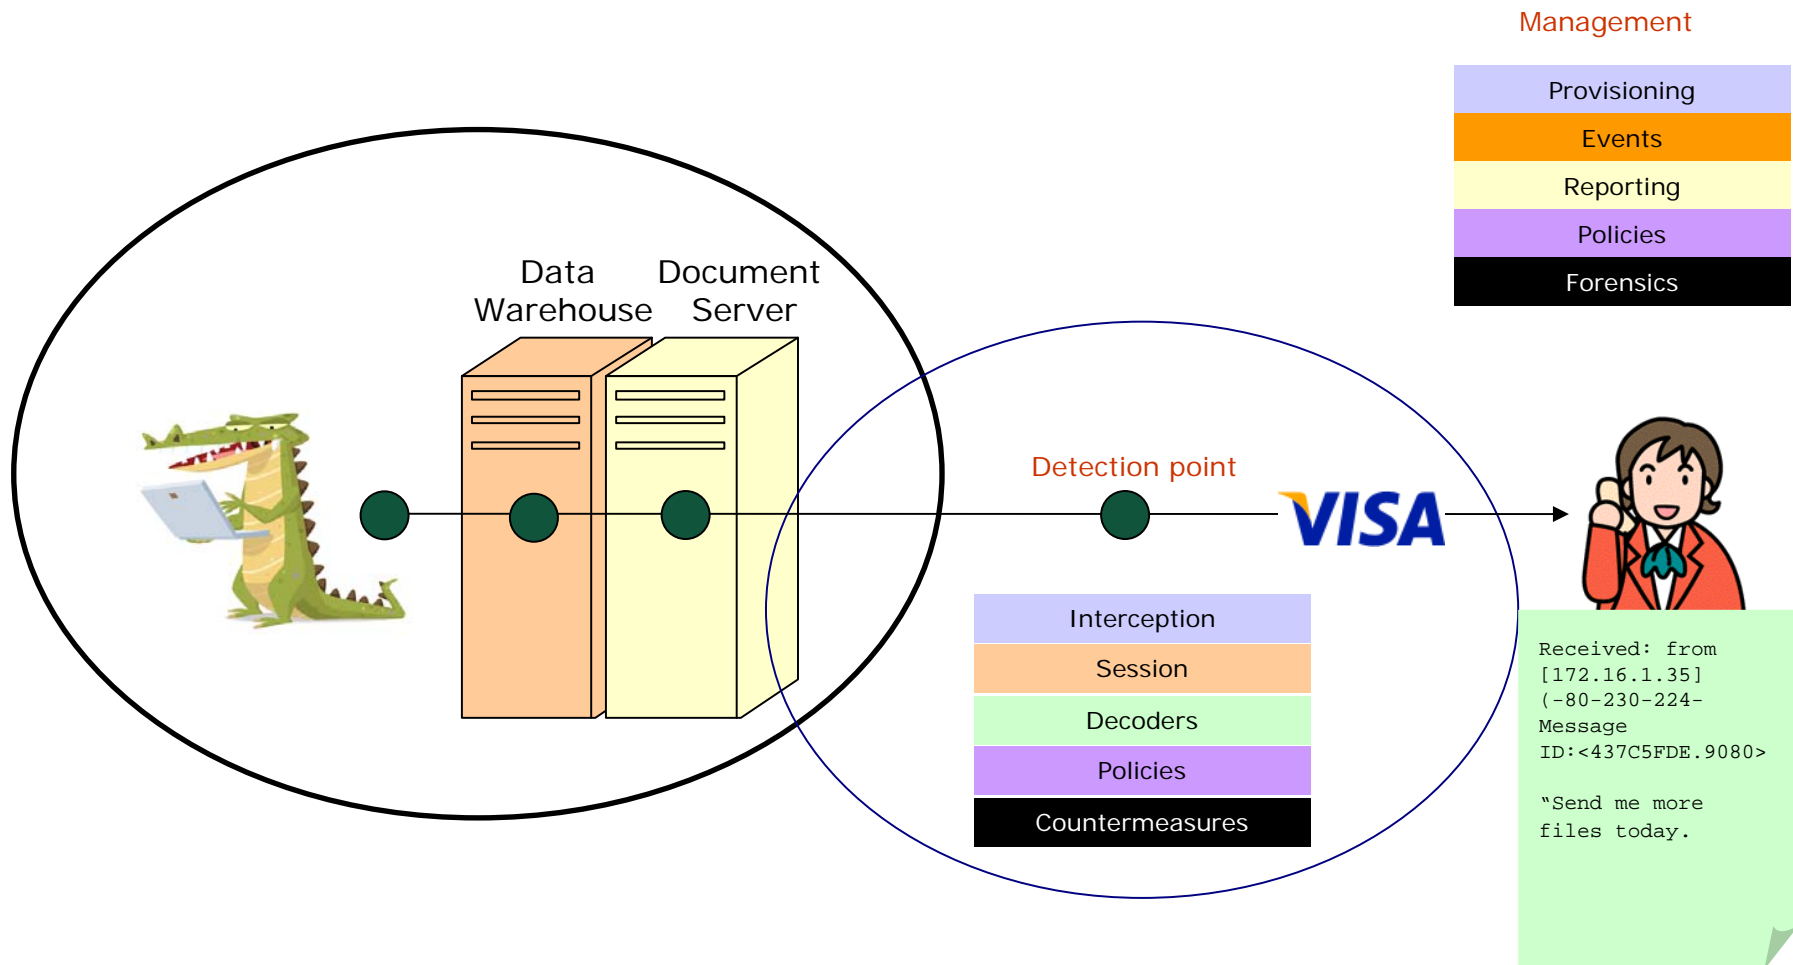 Management
Provisioning
Events
Reporting
Policies
Forensics
Data
Warehouse
Document
Server
Detection point
VISA
Interception
Session
Decoders
Policies
Countermeasures
Received: from
[172.16.1.35]
(-80-230-224-
Message
ID:<437C5FDE.9080>
“Send me more
files today.